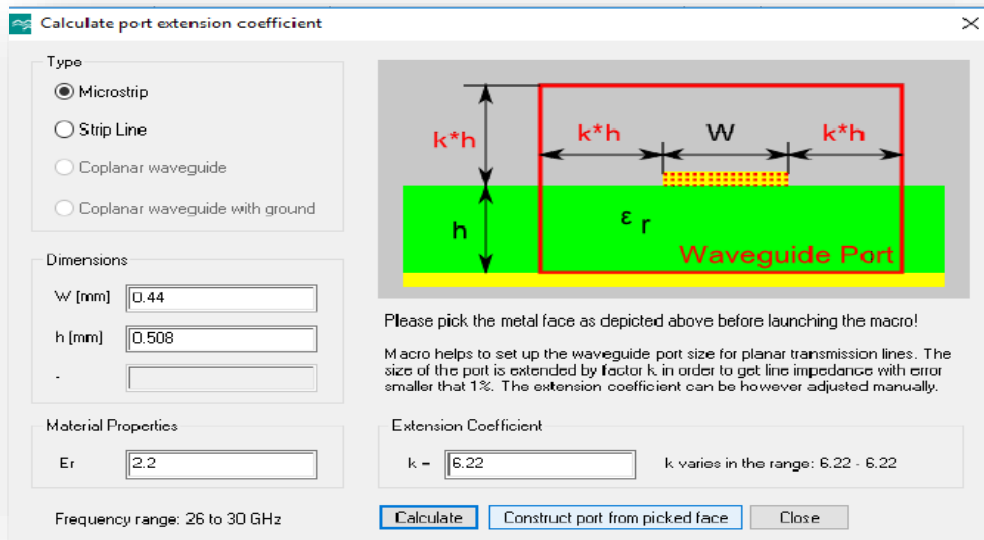 Calculate port extension coefficient
Type
Microstrip
Strip Line
Coplanar waveguide
Coplanar waveguide with ground
k*h
k*h
W
k*h
h
ε r
Waveguide Port
Dimensions
W [mm]
0.44
h [mm]
0.508
-
Please pick the metal face as depicted above before launching the macro!
Macro helps to set up the waveguide port size for planar transmission lines. The
size of the port is extended by factor k in order to get line impedance with error
smaller that 1%. The extension coefficient can be however adjusted manually.
Material Properties
Er
2.2
Extension Coefficient
k =
6.22
k varies in the range: 6.22 - 6.22
Frequency range: 26 to 30 GHz
Calculate
Construct port from picked face
Close